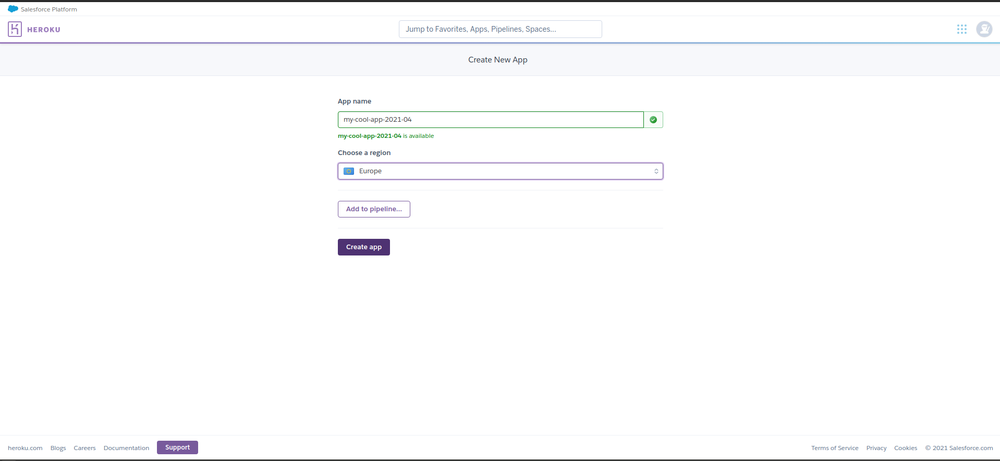 Salesforce Platform
HEROKU
Jump to Favorites, Apps, Pipelines, Spaces...
Create New App
App name
my-cool-app-2021-04
my-cool-app-2021-04 is available
Choose a region
Europe
Add to pipeline...
Create app
heroku.com Blogs Careers Documentation Support Terms of Service Privacy Cookies © 2021 Salesforce.com